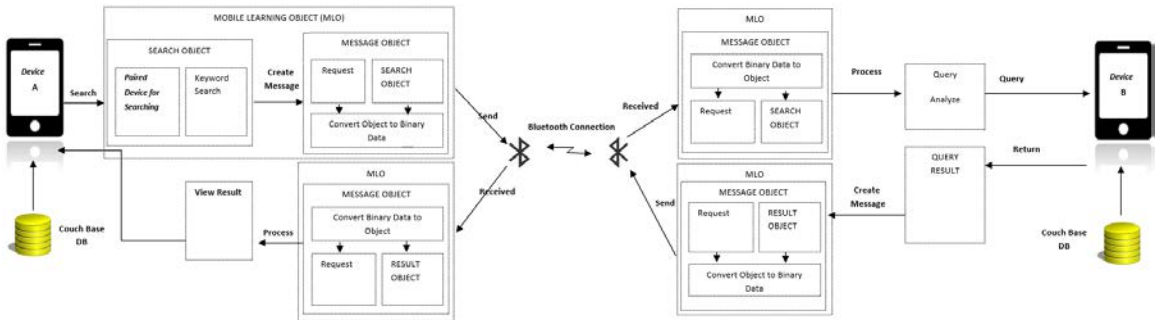 MOBILE LEARNING OBJECT (MLO)
Device
A
Search
SEARCH OBJECT
Paired
Device for
Searching
Keyword
Search
Create
Message
MESSAGE OBJECT
Request
SEARCH
OBJECT
Convert Object to Binary
Data
Send
Bluetooth Connection
Received
MLO
MESSAGE OBJECT
Convert Binary Data to
Object
Request
SEARCH
OBJECT
Process
Query
Analyze
Query
Device
B
Return
QUERY
RESULT
Create
Message
MLO
MESSAGE OBJECT
Request
RESULT
OBJECT
Convert Object to Binary
Data
Send
Received
MLO
MESSAGE OBJECT
Convert Binary Data to
Object
Request
RESULT
OBJECT
Process
View Result
Couch Base
DB
Couch Base
DB